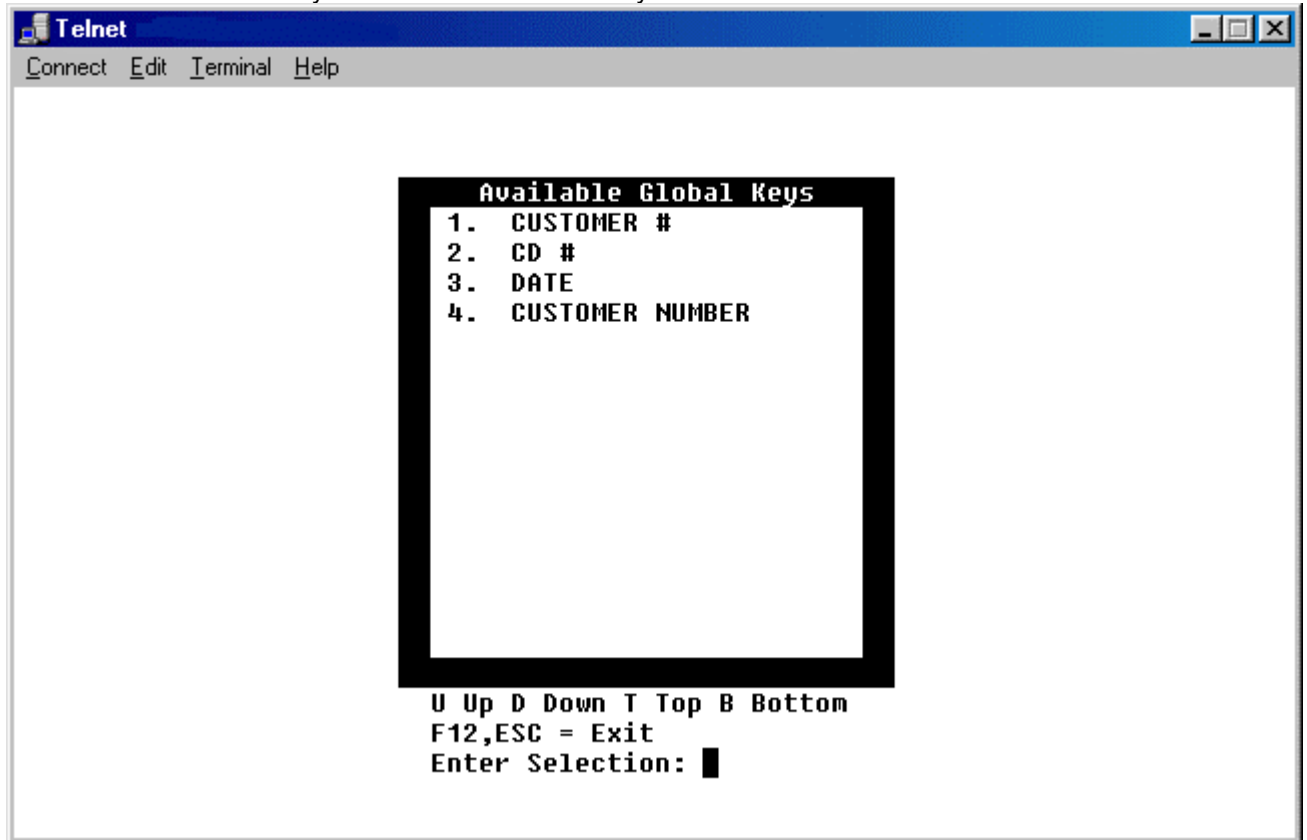 Telnet
Connect Edit Terminal Help
Available Global Keys
1. CUSTOMER #
2. CD #
3. DATE
4. CUSTOMER NUMBER
U Up D Down T Top B Bottom
F12,ESC = Exit
Enter Selection: